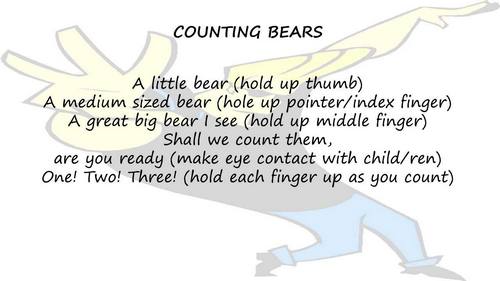 COUNTING BEARS
A little bear (hold up thumb)
A medium sized bear (hole up pointer/index finger)
A great big bear I see (hold up middle finger)
Shall we count them,
are you ready (make eye contact with child/ren)
One! Two! Three! (hold each finger up as you count)